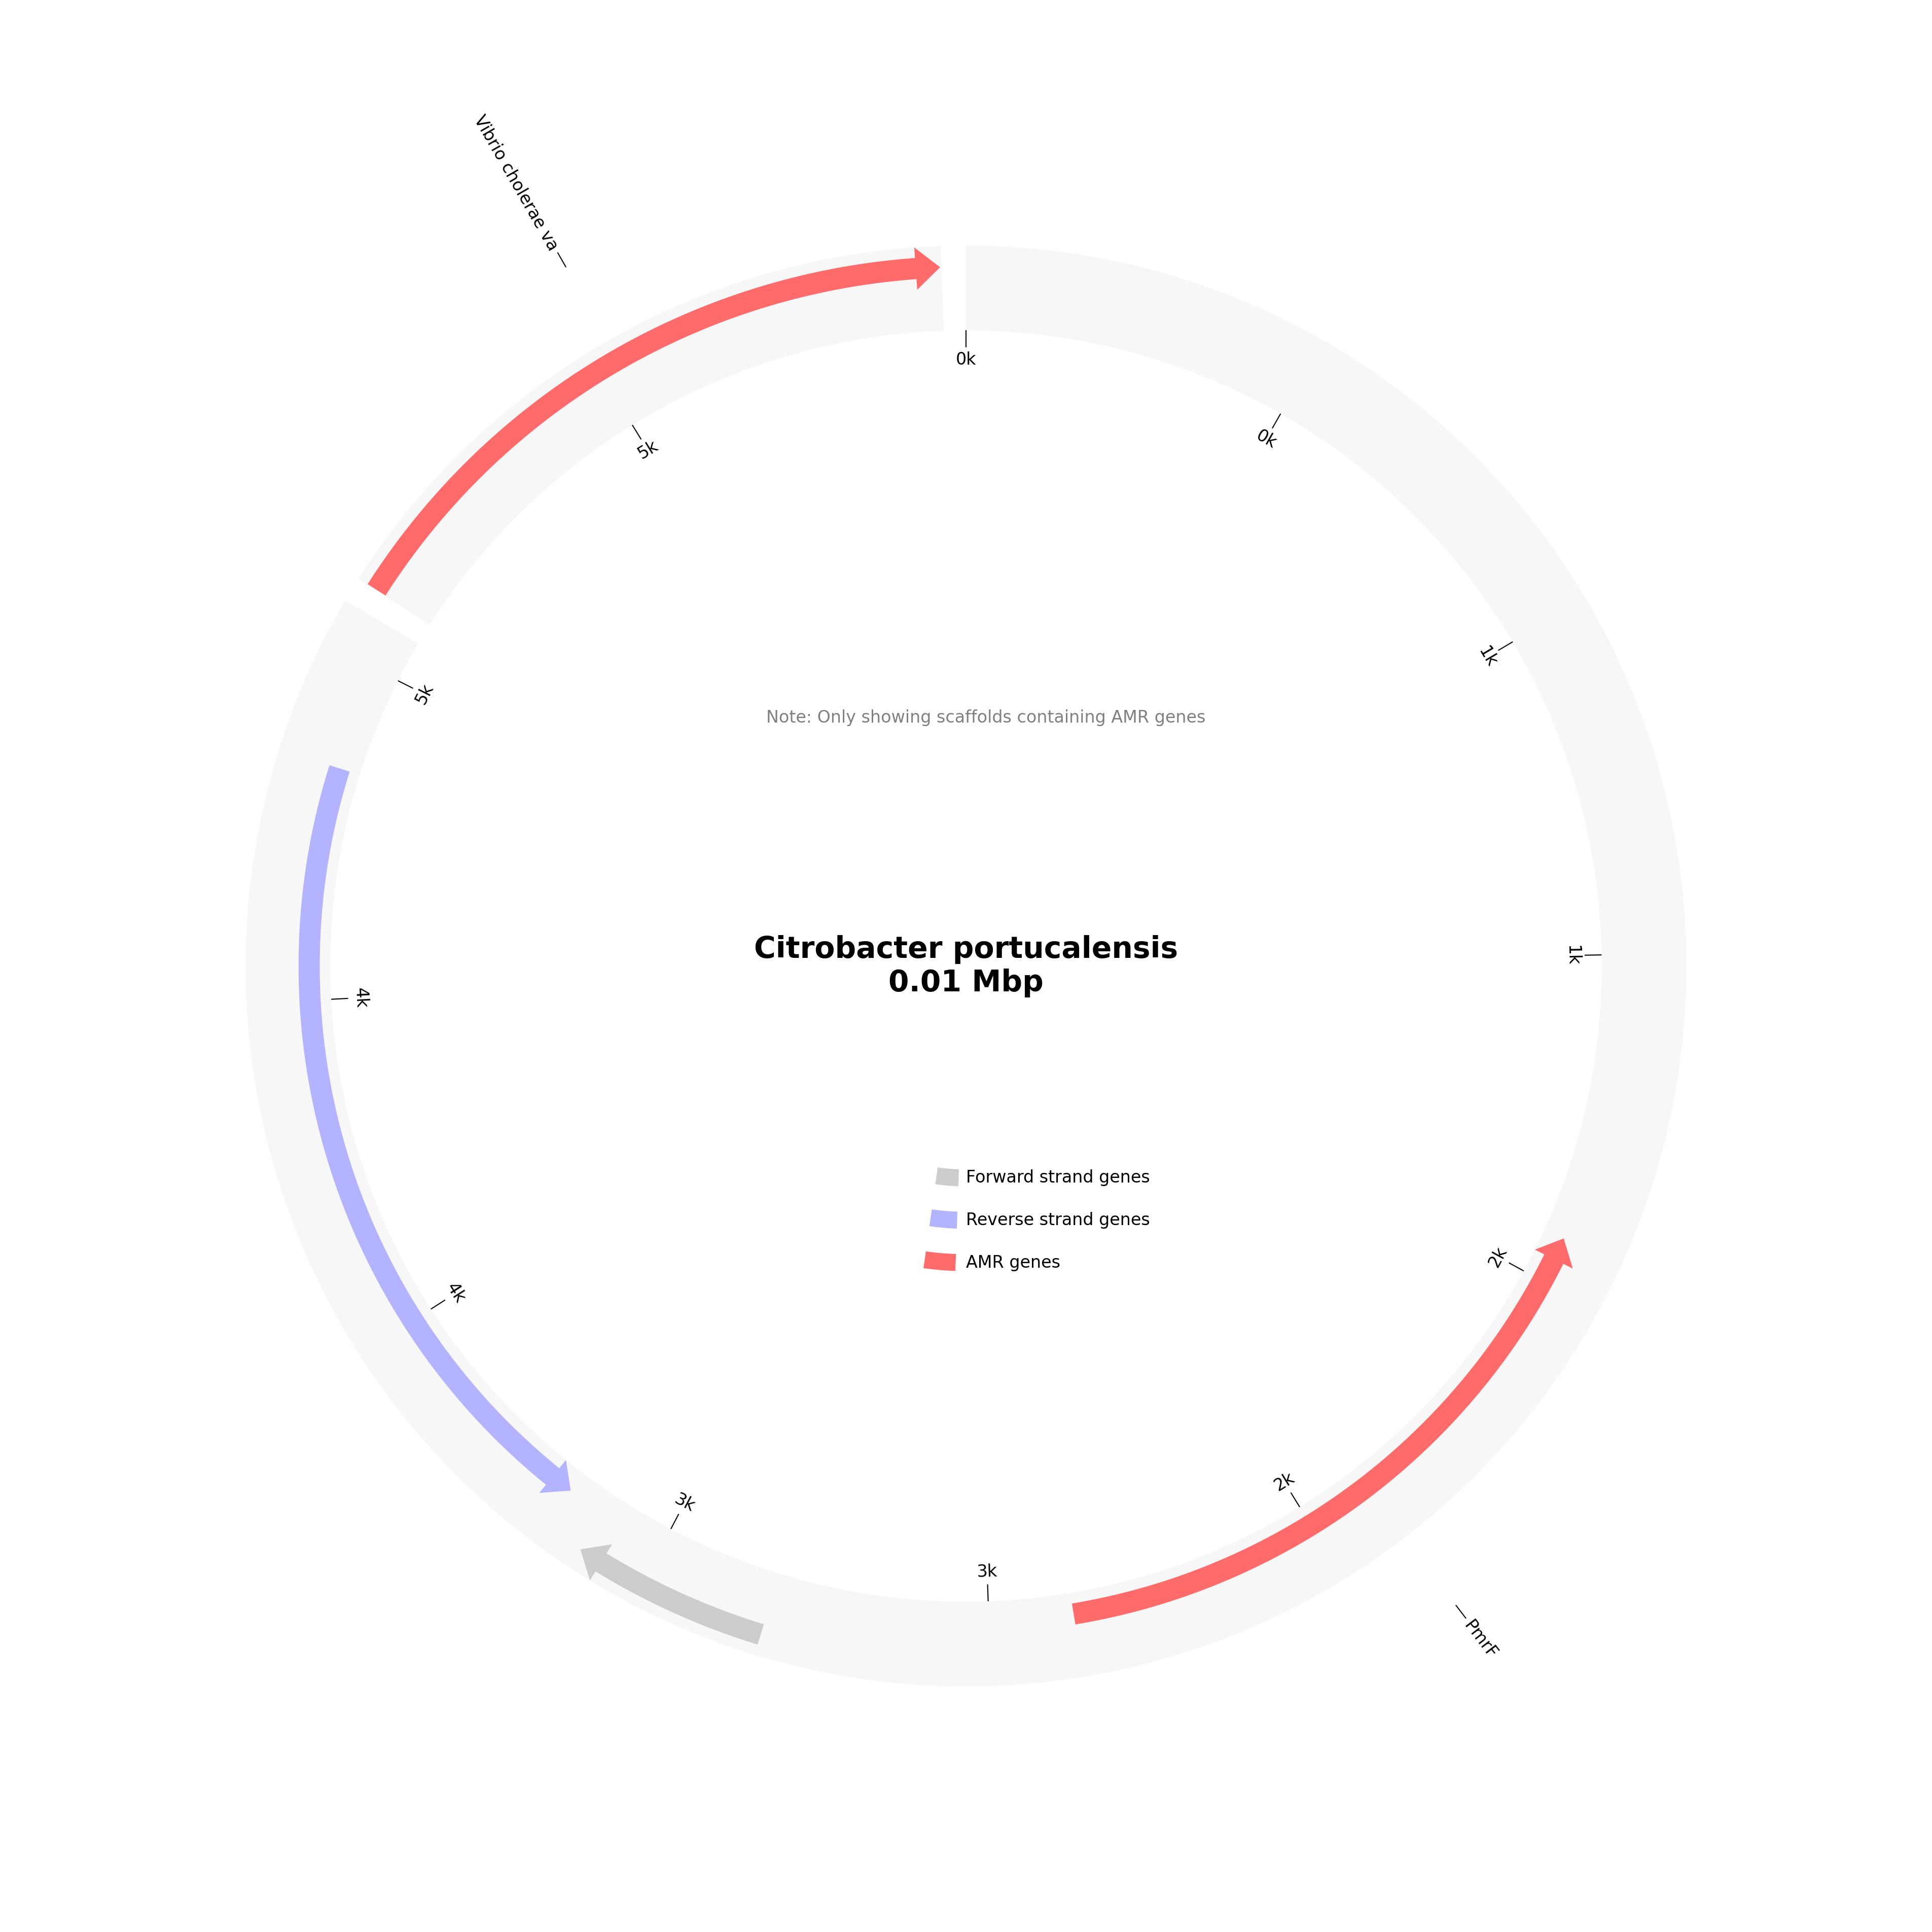 Vibrio cholerae va
0k
0k
5k
1k
5k
Note: Only showing scaffolds containing AMR genes
Citrobacter portucalensis
0.01 Mbp
1k
4k
Forward strand genes
Reverse strand genes
AMR genes
2k
4k
2k
3k
3k
PmrF